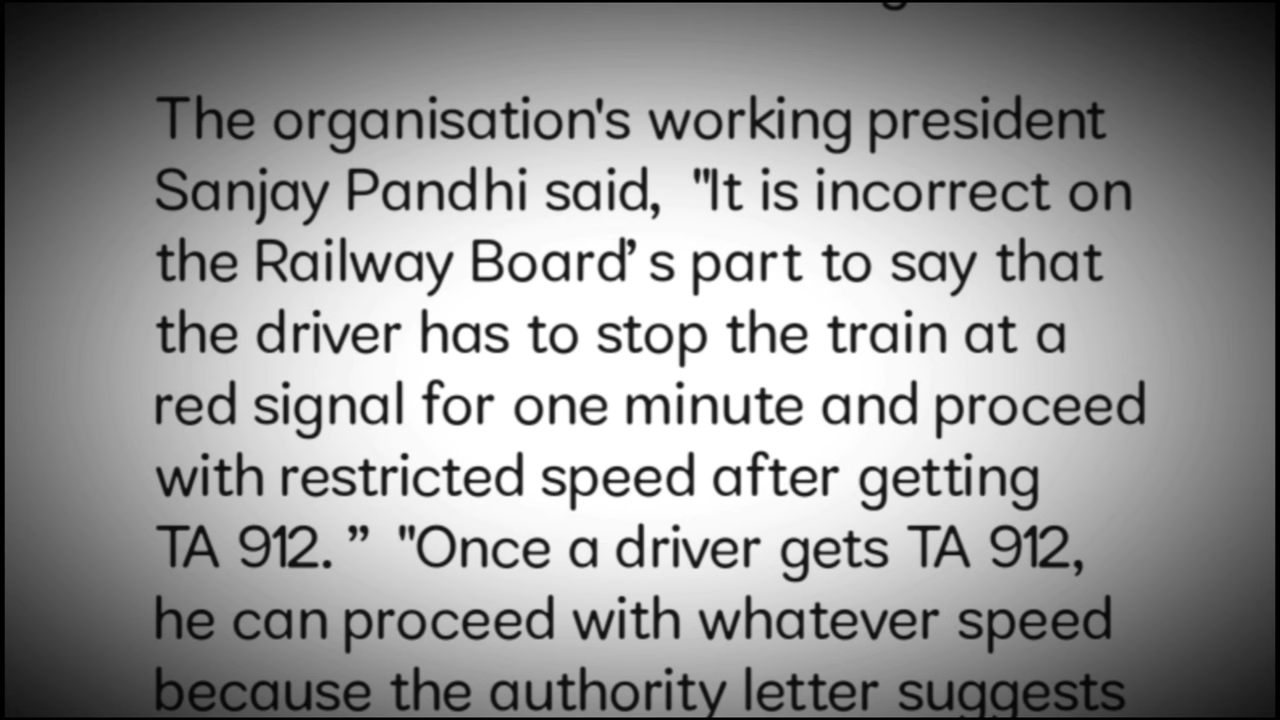 The organisation's working president
Sanjay Pandhi said, "It is incorrect on
the Railway Board’s part to say that
the driver has to stop the train at a
red signal for one minute and proceed
with restricted speed after getting
TA 912. ” "Once a driver gets TA 912,
he can proceed with whatever speed
because the authority letter suggests